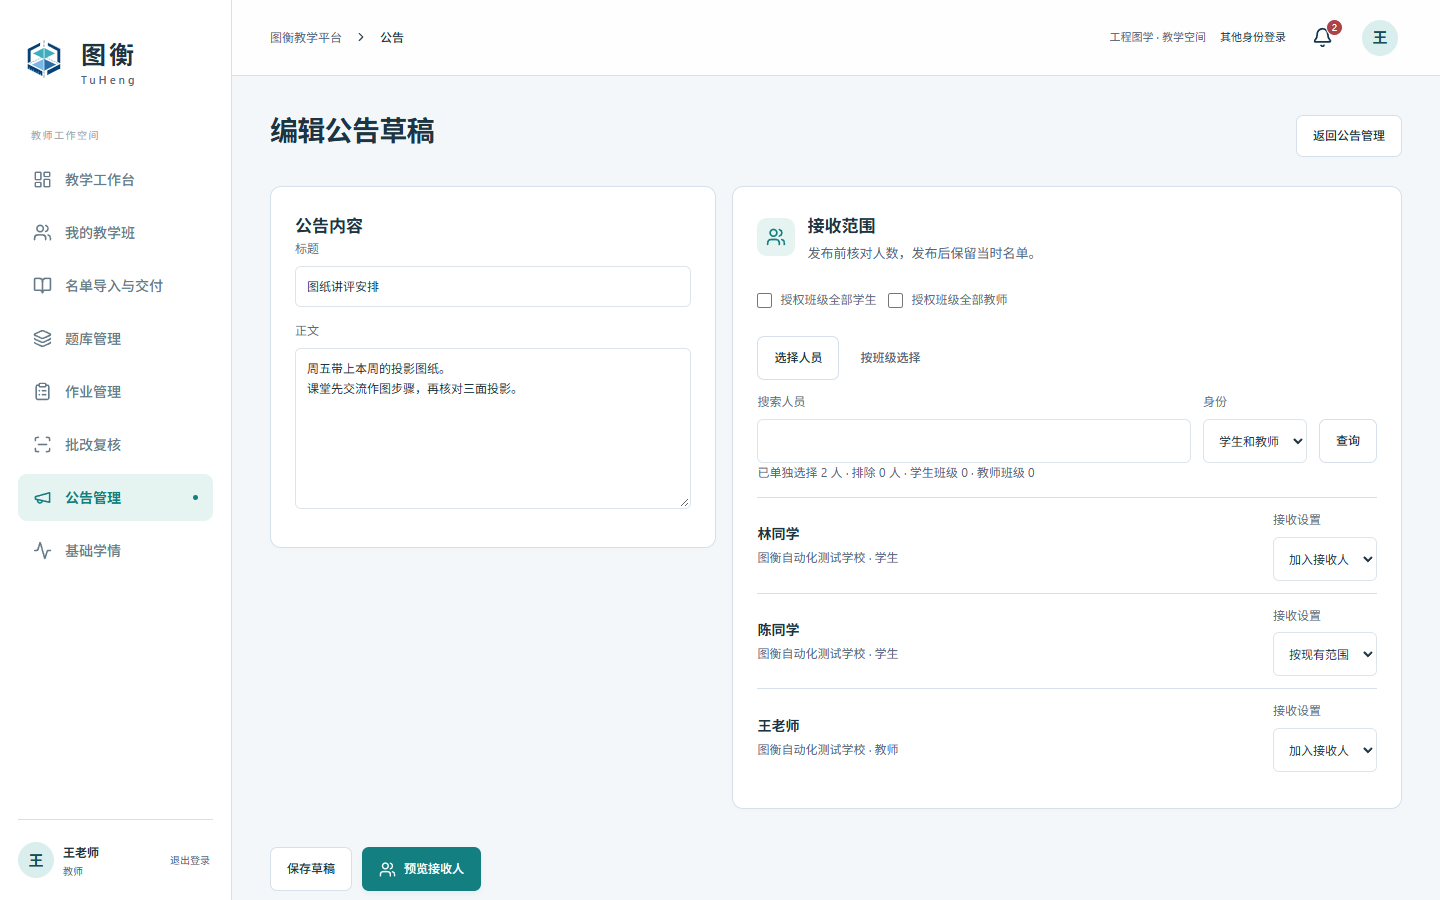 图衡
TuHeng
教师工作空间
教学工作台
我的教学班
名单导入与交付
题库管理
作业管理
批改复核
公告管理
基础学情
王
王老师
教师
退出登录
图衡教学平台 > 公告
工程图学 · 教学空间 其他身份登录 2 王
编辑公告草稿
返回公告管理
公告内容
标题
图纸讲评安排
正文
周五带上本周的投影图纸。
课堂先交流作图步骤，再核对三面投影。
接收范围
发布前核对人数，发布后保留当时名单。
授权班级全部学生 授权班级全部教师
选择人员 按班级选择
搜索人员 身份
学生和教师 查询
已单独选择 2 人 · 排除 0 人 · 学生班级 0 · 教师班级 0
林同学
图衡自动化测试学校 · 学生
接收设置
加入接收人
陈同学
图衡自动化测试学校 · 学生
接收设置
按现有范围
王老师
图衡自动化测试学校 · 教师
接收设置
加入接收人
保存草稿 预览接收人